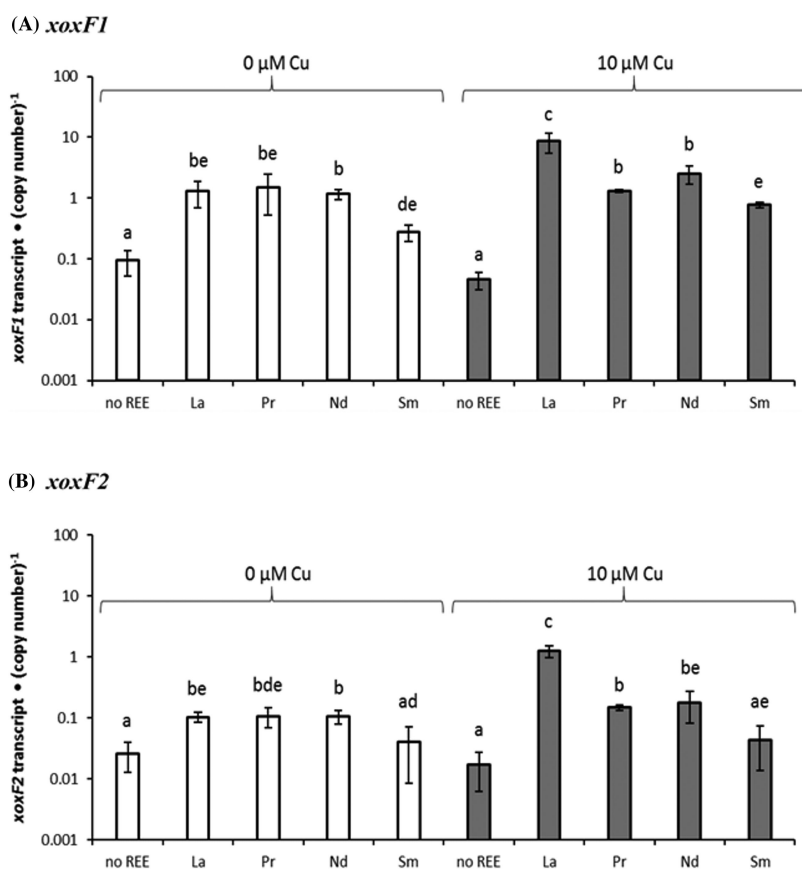 (A) xoxF1
0 µM Cu 10 µM Cu
xoxF1 transcript • (copy number)-1
100
10
1
0.1
0.01
0.001
a be be b de a c b b e
no REE La Pr Nd Sm no REE La Pr Nd Sm
(B) xoxF2
0 µM Cu 10 µM Cu
xoxF2 transcript • (copy number)-1
100
10
1
0.1
0.01
0.001
a be bde b ad a c b be ae
no REE La Pr Nd Sm no REE La Pr Nd Sm